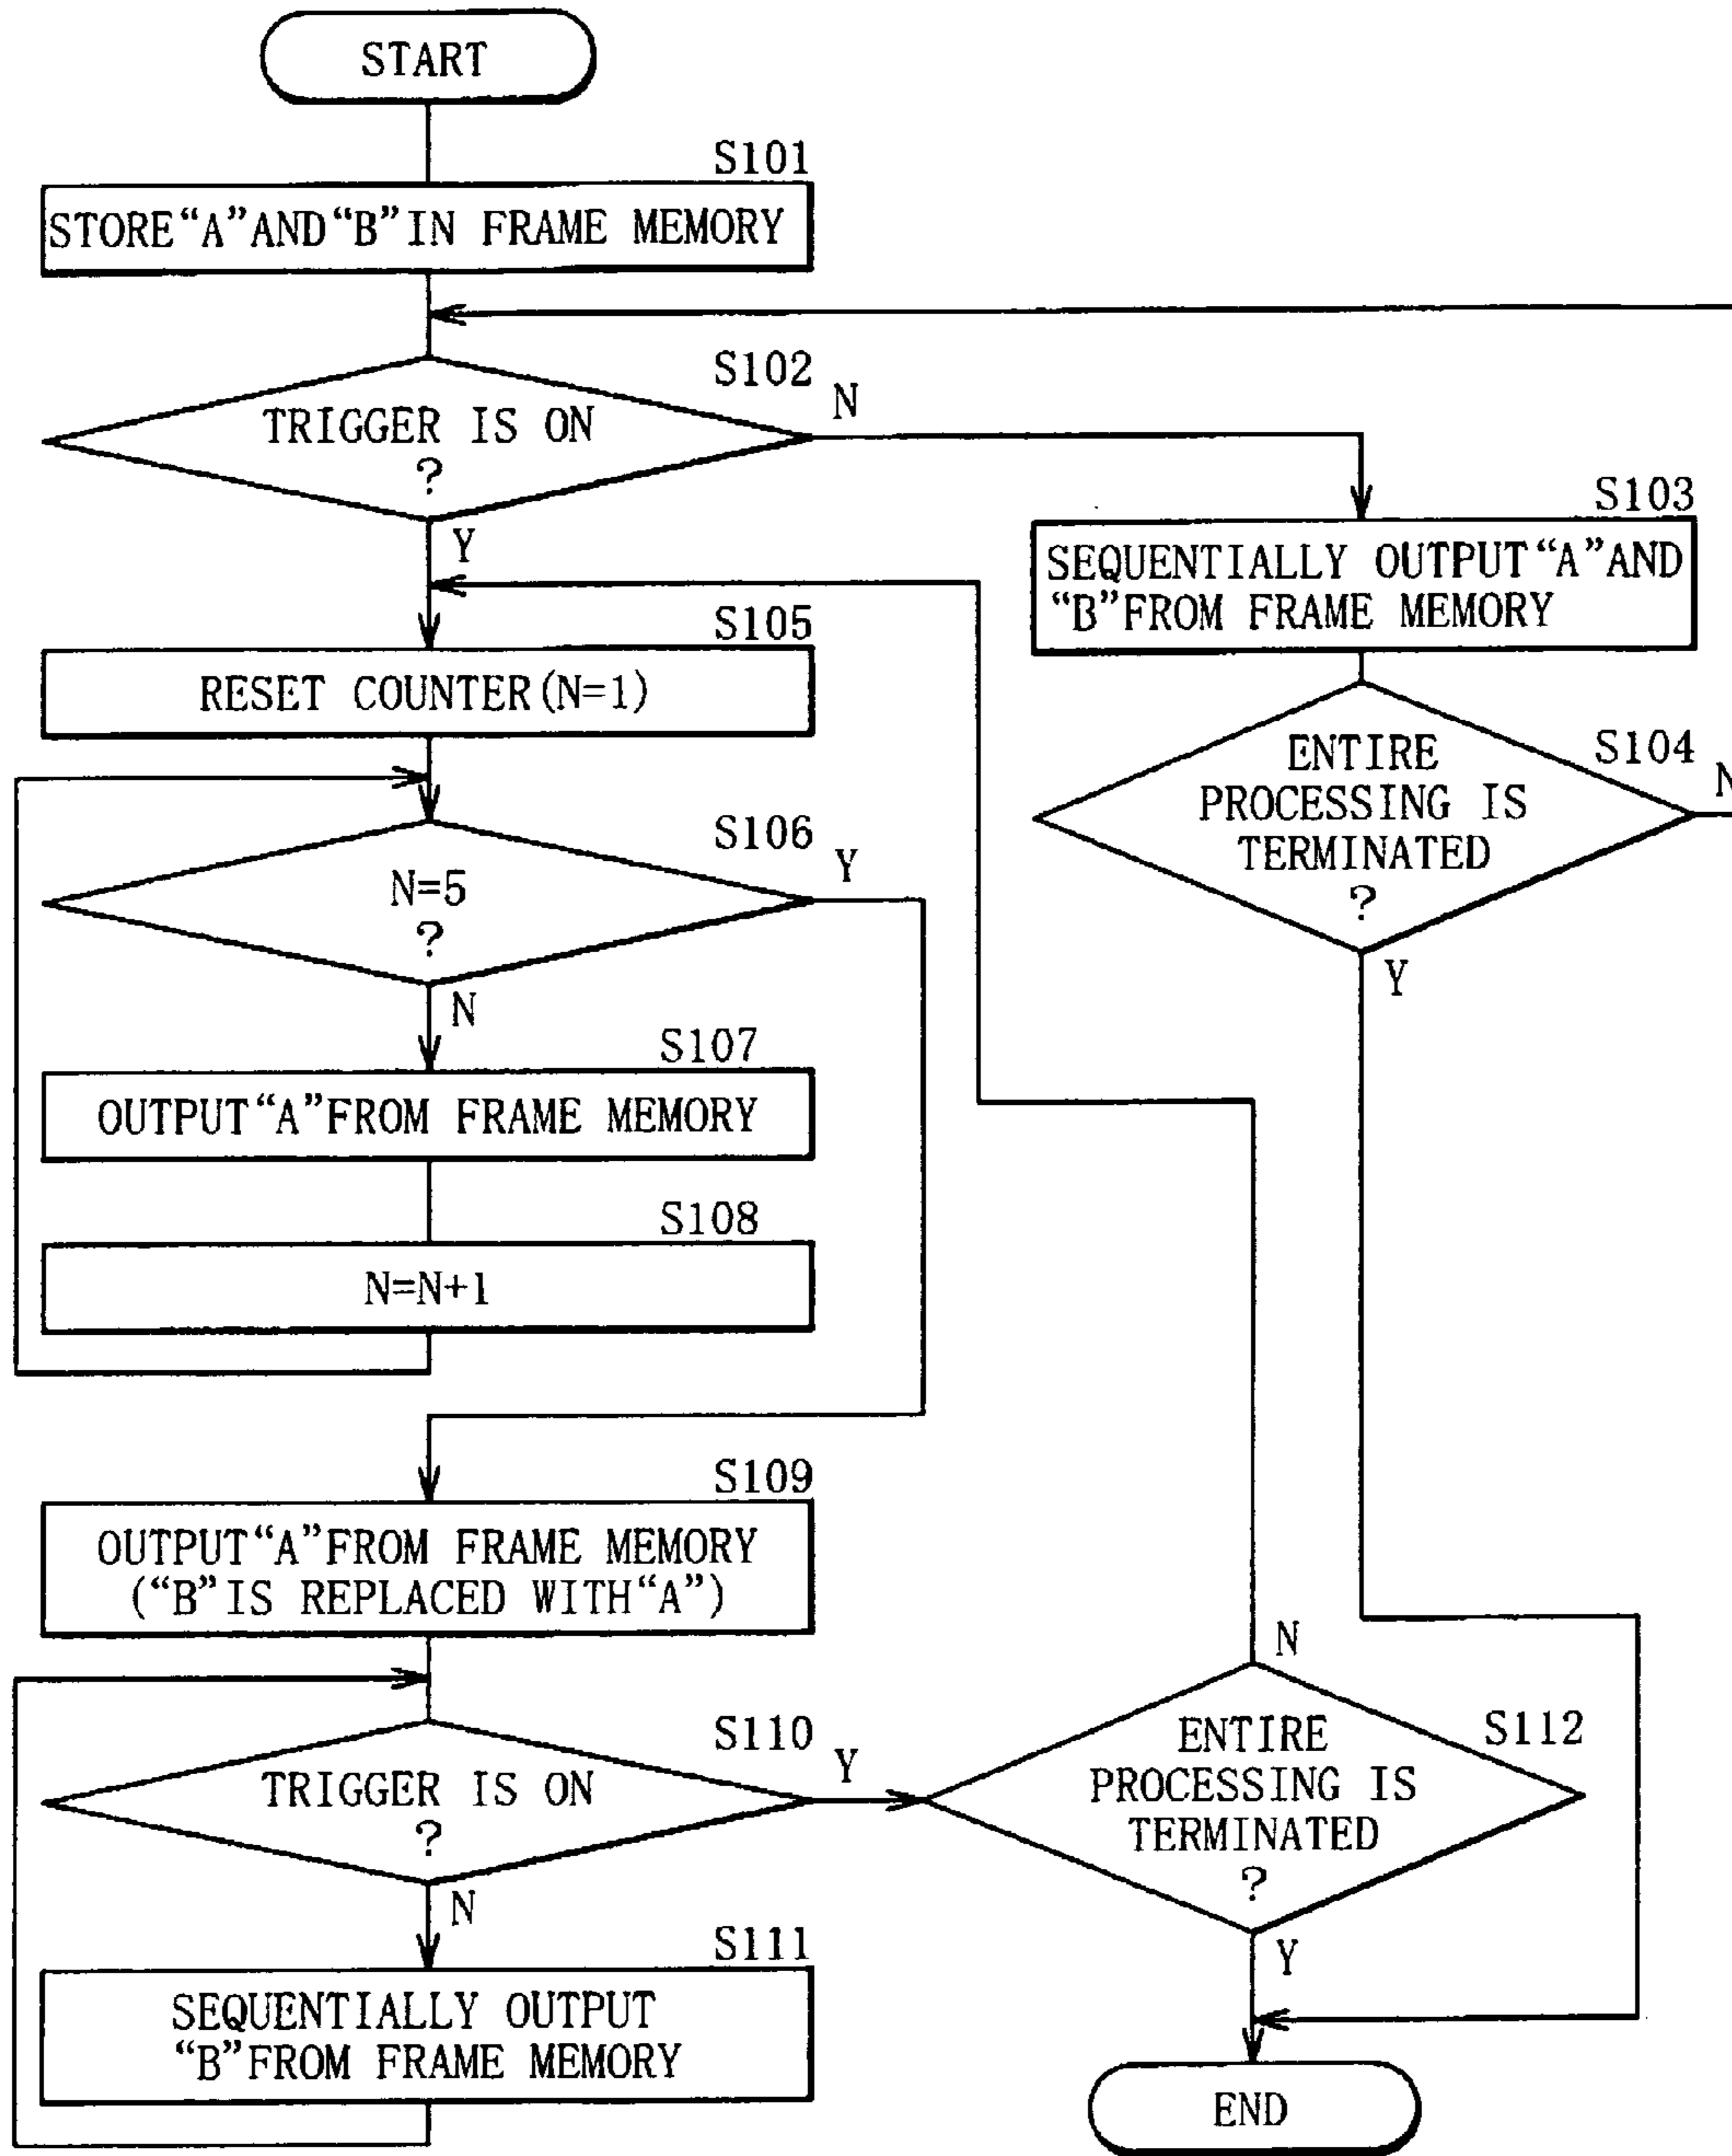 START
S101
STORE“A”AND“B”IN FRAME MEMORY
S102
TRIGGER IS ON
?
N
Y
S103
SEQUENTIALLY OUTPUT“A”AND
“B”FROM FRAME MEMORY
S104
ENTIRE
PROCESSING IS
TERMINATED
?
N
Y
S105
RESET COUNTER(N=1)
S106
N=5
?
Y
N
S107
OUTPUT“A”FROM FRAME MEMORY
S108
N=N+1
S109
OUTPUT“A”FROM FRAME MEMORY
(“B”IS REPLACED WITH“A”)
S110
TRIGGER IS ON
?
Y
N
S111
SEQUENTIALLY OUTPUT
“B”FROM FRAME MEMORY
S112
N
ENTIRE
PROCESSING IS
TERMINATED
?
Y
END